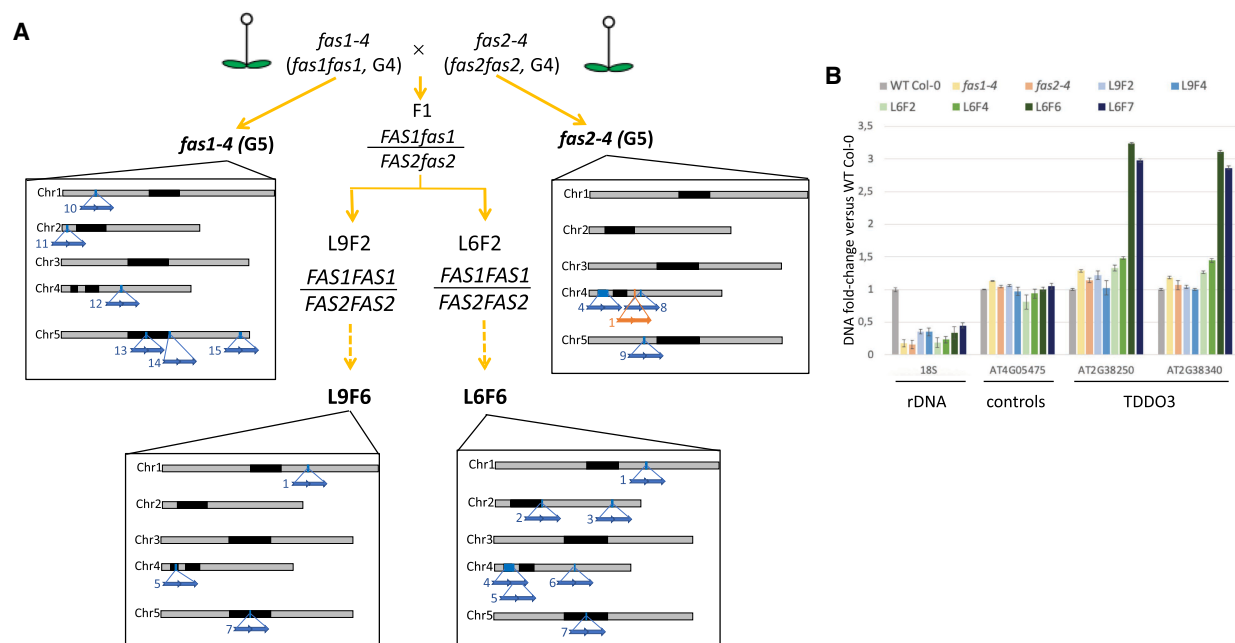 A
fas1-4
(fas1fas1, G4)
×
fas2-4
(fas2fas2, G4)
F1
FAS1fas1
FAS2fas2
fas1-4 (G5)
Chr1
10
Chr2
11
Chr3
Chr4
12
Chr5
13
14
15
fas2-4 (G5)
Chr1
Chr2
Chr3
Chr4
4
8
1
Chr5
9
L9F2
FAS1FAS1
FAS2FAS2
L6F2
FAS1FAS1
FAS2FAS2
L9F6
Chr1
1
Chr2
Chr3
Chr4
5
Chr5
7
L6F6
Chr1
1
Chr2
2
3
Chr3
Chr4
4
6
5
Chr5
7
B
WT Col-0 fas1-4 fas2-4 L9F2 L9F4
L6F2 L6F4 L6F6 L6F7
DNA fold-change versus WT Col-0
3,5
3
2,5
2
1,5
1
0,5
0
18S AT4G05475 AT2G38250 AT2G38340
rDNA controls TDDO3